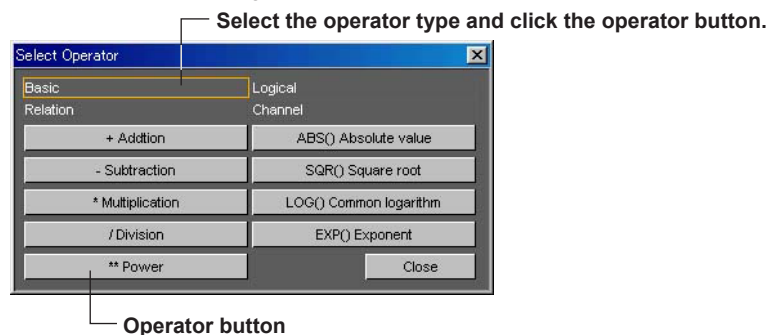 Select the operator type and click the operator button.
Select Operator
Basic Logical
Relation Channel
+ Addtion ABS() Absolute value
- Subtraction SQR() Square root
* Multiplication LOG() Common logarithm
/ Division EXP() Exponent
** Power Close
Operator button